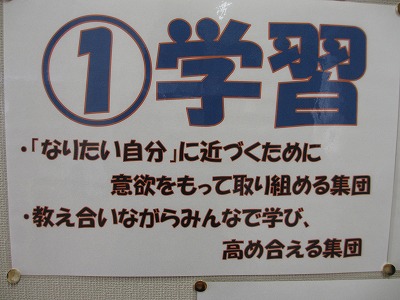 ①学習
・「なりたい自分」に近づくために
意欲をもって取り組める集団
・教え合いながらみんなで学び、
高め合える集団